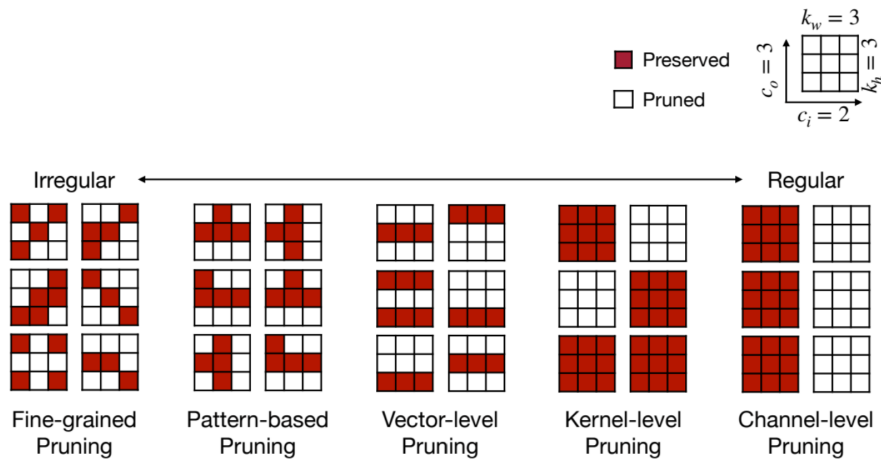 k_w = 3
Preserved
c_o = 3
k_h = 3
Pruned
c_i = 2
Irregular
Regular
Fine-grained
Pruning
Pattern-based
Pruning
Vector-level
Pruning
Kernel-level
Pruning
Channel-level
Pruning